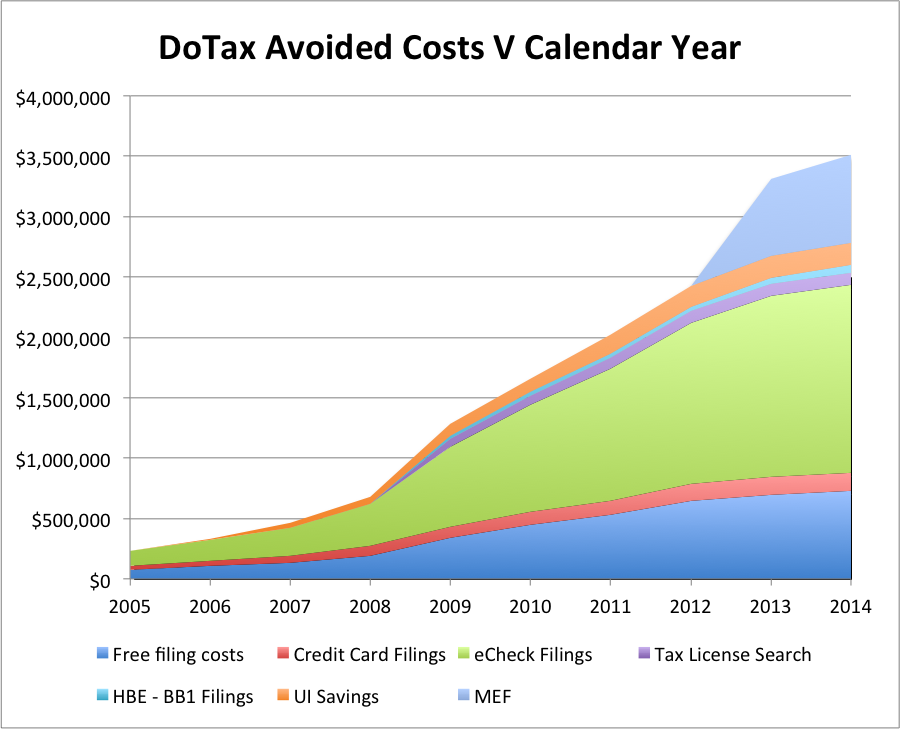 DoTax Avoided Costs V Calendar Year
$4,000,000
$3,500,000
$3,000,000
$2,500,000
$2,000,000
$1,500,000
$1,000,000
$500,000
$0
2005 2006 2007 2008 2009 2010 2011 2012 2013 2014
Free filing costs Credit Card Filings eCheck Filings Tax License Search
HBE - BB1 Filings UI Savings MEF